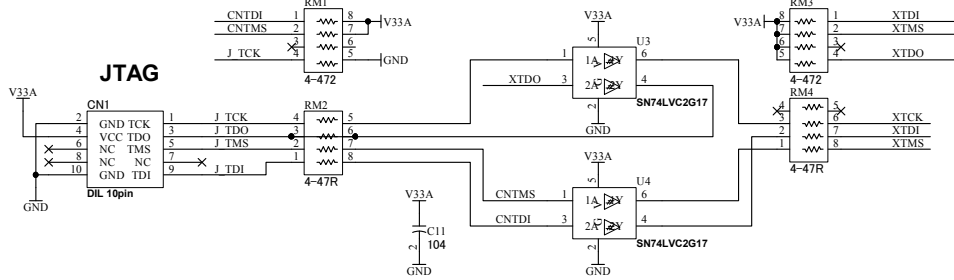 RM1
CNTDI 1 8 V33A
CNTMS 2 7
3 6
J_TCK 4 5 GND
4-472
V33A
5
U3
1 1A 1Y 6
XTDO 3 2A 2Y 4
2
SN74LVC2G17
GND
RM3
V33A 8 1 XTDI
7 2 XTMS
6 3
5 4 XTDO
4-472
JTAG
V33A
CN1
2 GND TCK 1 J_TCK
4 VCC TDO 3 J_TDO
6 NC TMS 5 J_TMS
8 NC NC 7
10 GND TDI 9 J_TDI
DIL 10pin
GND
RM2
4 5
3 6
2 7
1 8
4-47R
RM4
4 5
3 6 XTCK
2 7 XTDI
1 8 XTMS
4-47R
V33A
1
C11
104
2
GND
V33A
5
U4
CNTMS 1 1A 1Y 6
CNTDI 3 2A 2Y 4
2
SN74LVC2G17
GND